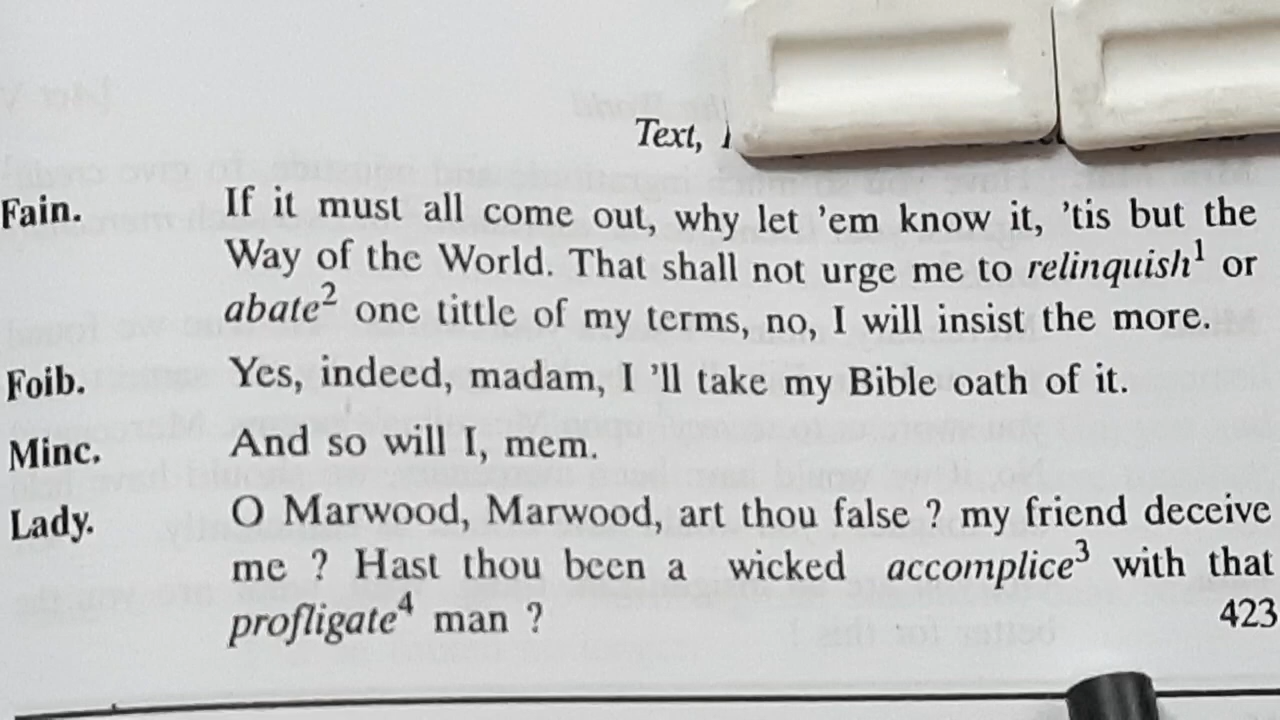 Text,
Fain. If it must all come out, why let 'em know it, 'tis but the
Way of the World. That shall not urge me to relinquish¹ or
abate² one tittle of my terms, no, I will insist the more.
Foib. Yes, indeed, madam, I 'll take my Bible oath of it.
Minc. And so will I, mem.
Lady. O Marwood, Marwood, art thou false ? my friend deceive
me ? Hast thou been a wicked accomplice³ with that
profligate⁴ man ? 423